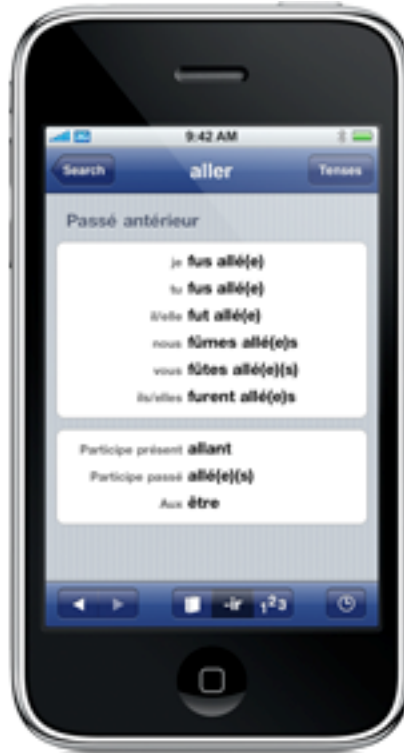 3G 9:42 AM
Search aller Tenses
Passé antérieur
je fus allé(e)
tu fus allé(e)
il/elle fut allé(e)
nous fûmes allé(e)s
vous fûtes allé(e)(s)
ils/elles furent allé(e)s
Participe présent allant
Participe passé allé(e)(s)
Aux être
-ir 123